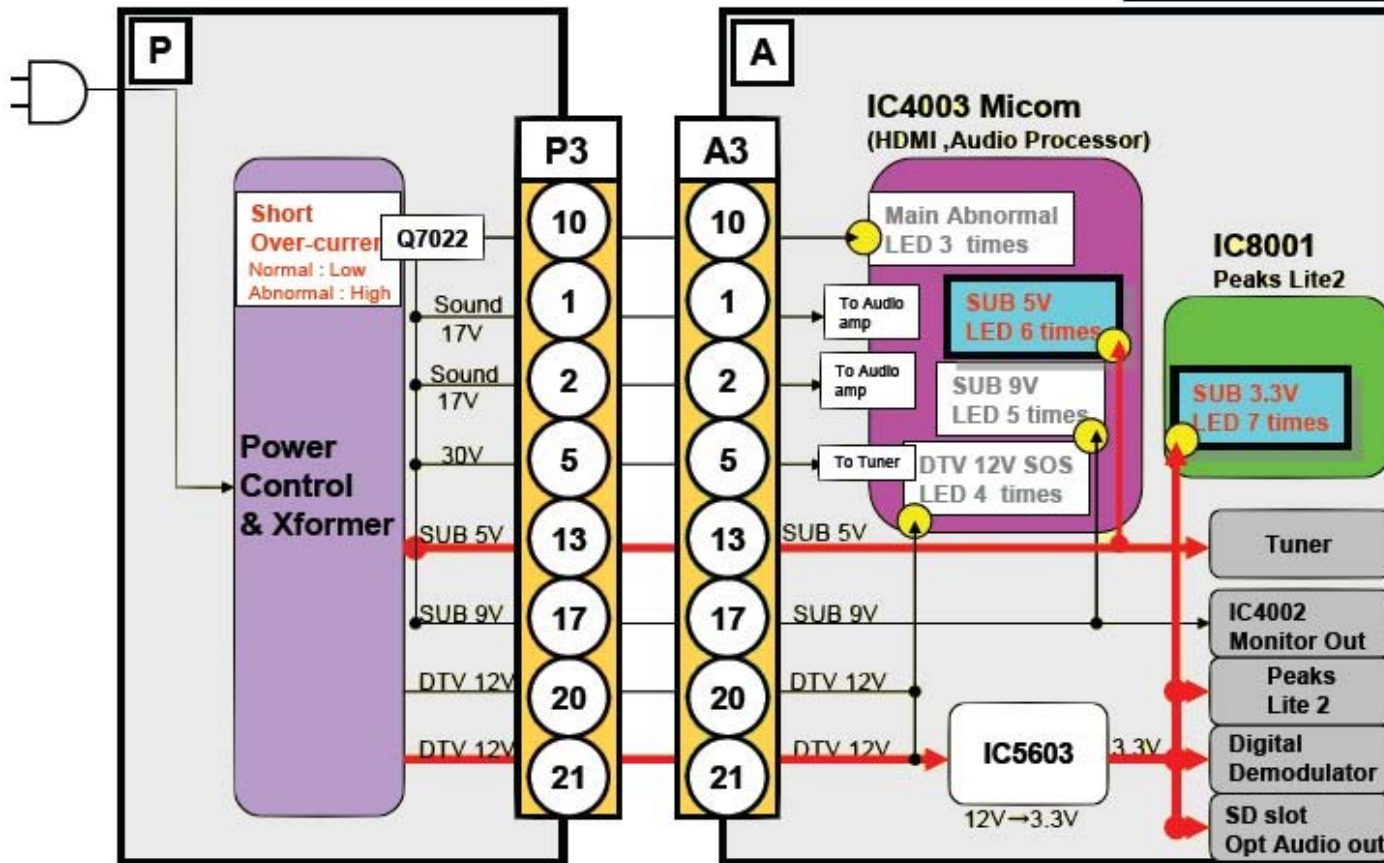 P
A
IC4003 Micom
(HDMI ,Audio Processor)
P3
A3
Short
Over-curren
Normal : Low
Abnormal : High
Q7022
10
10
Main Abnormal
LED 3 times
IC8001
Peaks Lite2
Sound
17V
1
1
To Audio
amp
SUB 5V
LED 6 times
Sound
17V
2
2
To Audio
amp
SUB 9V
LED 5 times
SUB 3.3V
LED 7 times
Power
Control
& Xformer
30V
5
5
To Tuner
DTV 12V SOS
LED 4 times
SUB 5V
13
13
SUB 5V
Tuner
SUB 9V
17
17
SUB 9V
IC4002
Monitor Out
DTV 12V
20
20
DTV 12V
Peaks
Lite 2
DTV 12V
21
21
DTV 12V
IC5603
3.3V
12V→3.3V
Digital
Demodulator
SD slot
Opt Audio out